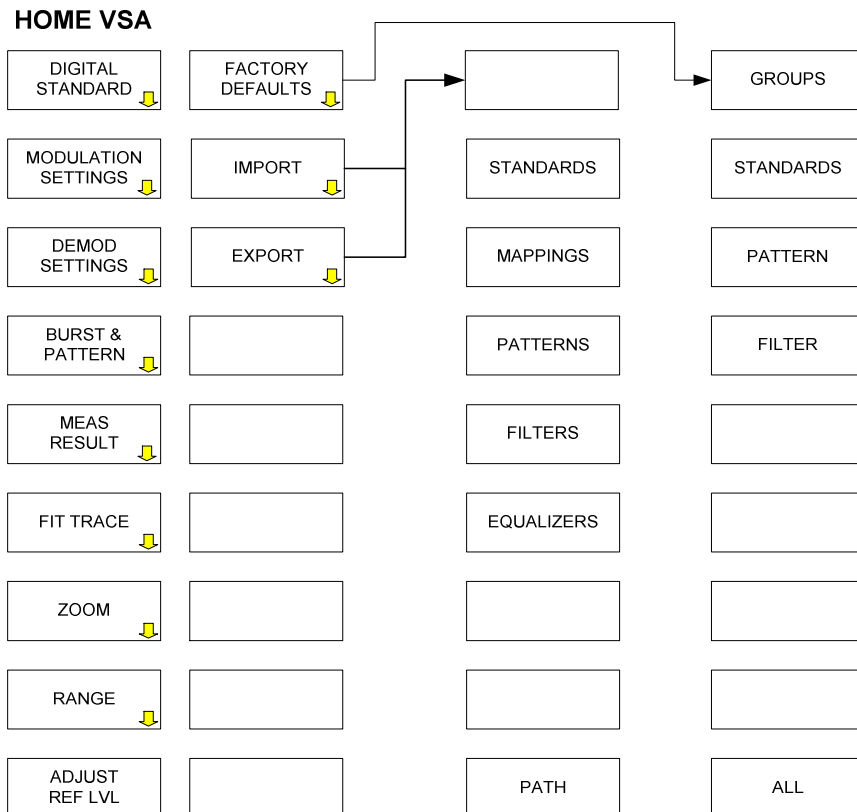 HOME VSA
DIGITAL
STANDARD
FACTORY
DEFAULTS
GROUPS
MODULATION
SETTINGS
IMPORT
STANDARDS
STANDARDS
DEMOD
SETTINGS
EXPORT
MAPPINGS
PATTERN
BURST &
PATTERN
PATTERNS
FILTER
MEAS
RESULT
FILTERS
FIT TRACE
EQUALIZERS
ZOOM
RANGE
ADJUST
REF LVL
PATH
ALL